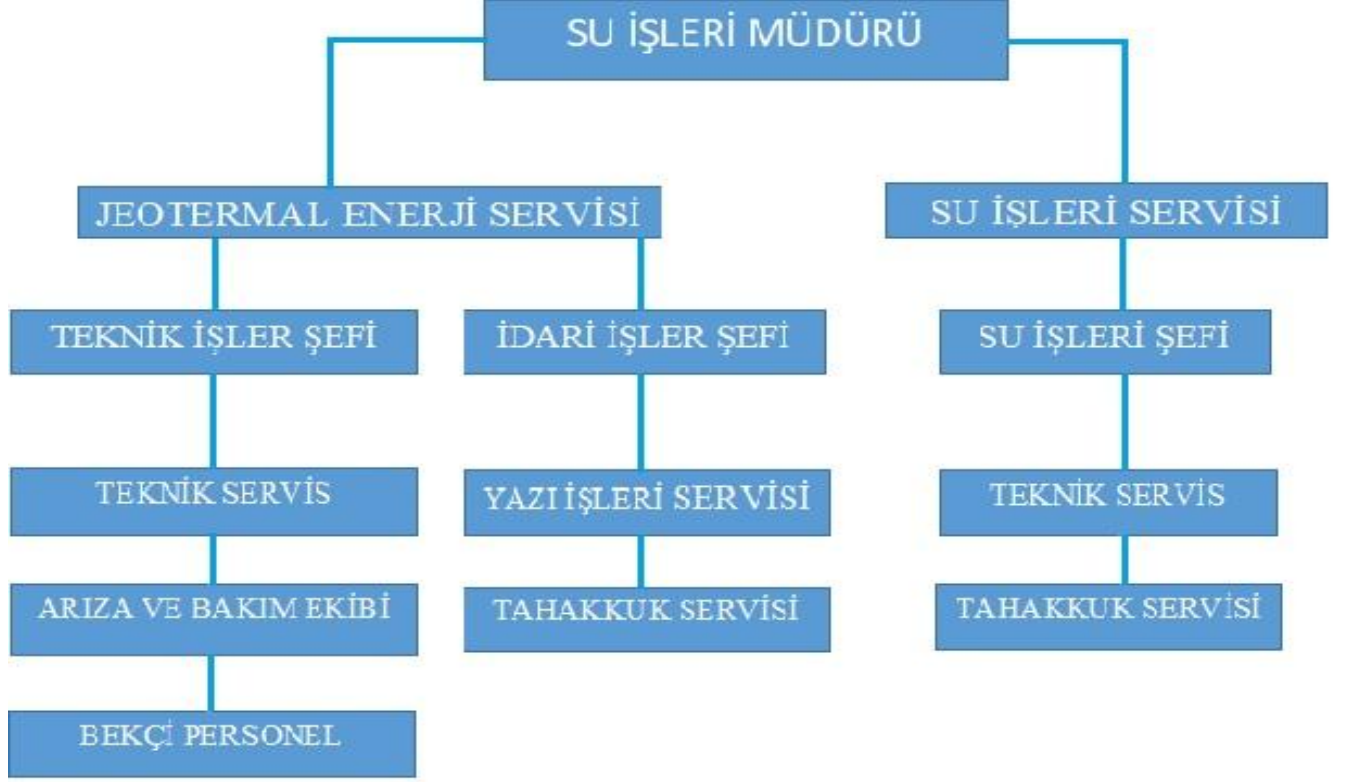 SU İŞLERİ MÜDÜRÜ
JEOTERMAL ENERJİ SERVİSİ
SU İŞLERİ SERVİSİ
TEKNİK İŞLER ŞEFİ
İDARİ İŞLER ŞEFİ
SU İŞLERİ ŞEFİ
TEKNİK SERVİS
YAZI İŞLERİ SERVİSİ
TEKNİK SERVİS
ARIZA VE BAKIM EKİBİ
TAHAKKUK SERVİSİ
TAHAKKUK SERVİSİ
BEKÇİ PERSONEL